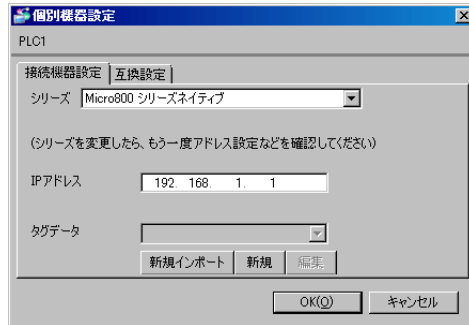 個別機器設定
PLC1
接続機器設定 互換設定
シリーズ Micro800 シリーズネイティブ
(シリーズを変更したら、もう一度アドレス設定などを確認してください)
IPアドレス 192. 168. 1. 1
タグデータ
新規インポート 新規 編集
OK(O) キャンセル